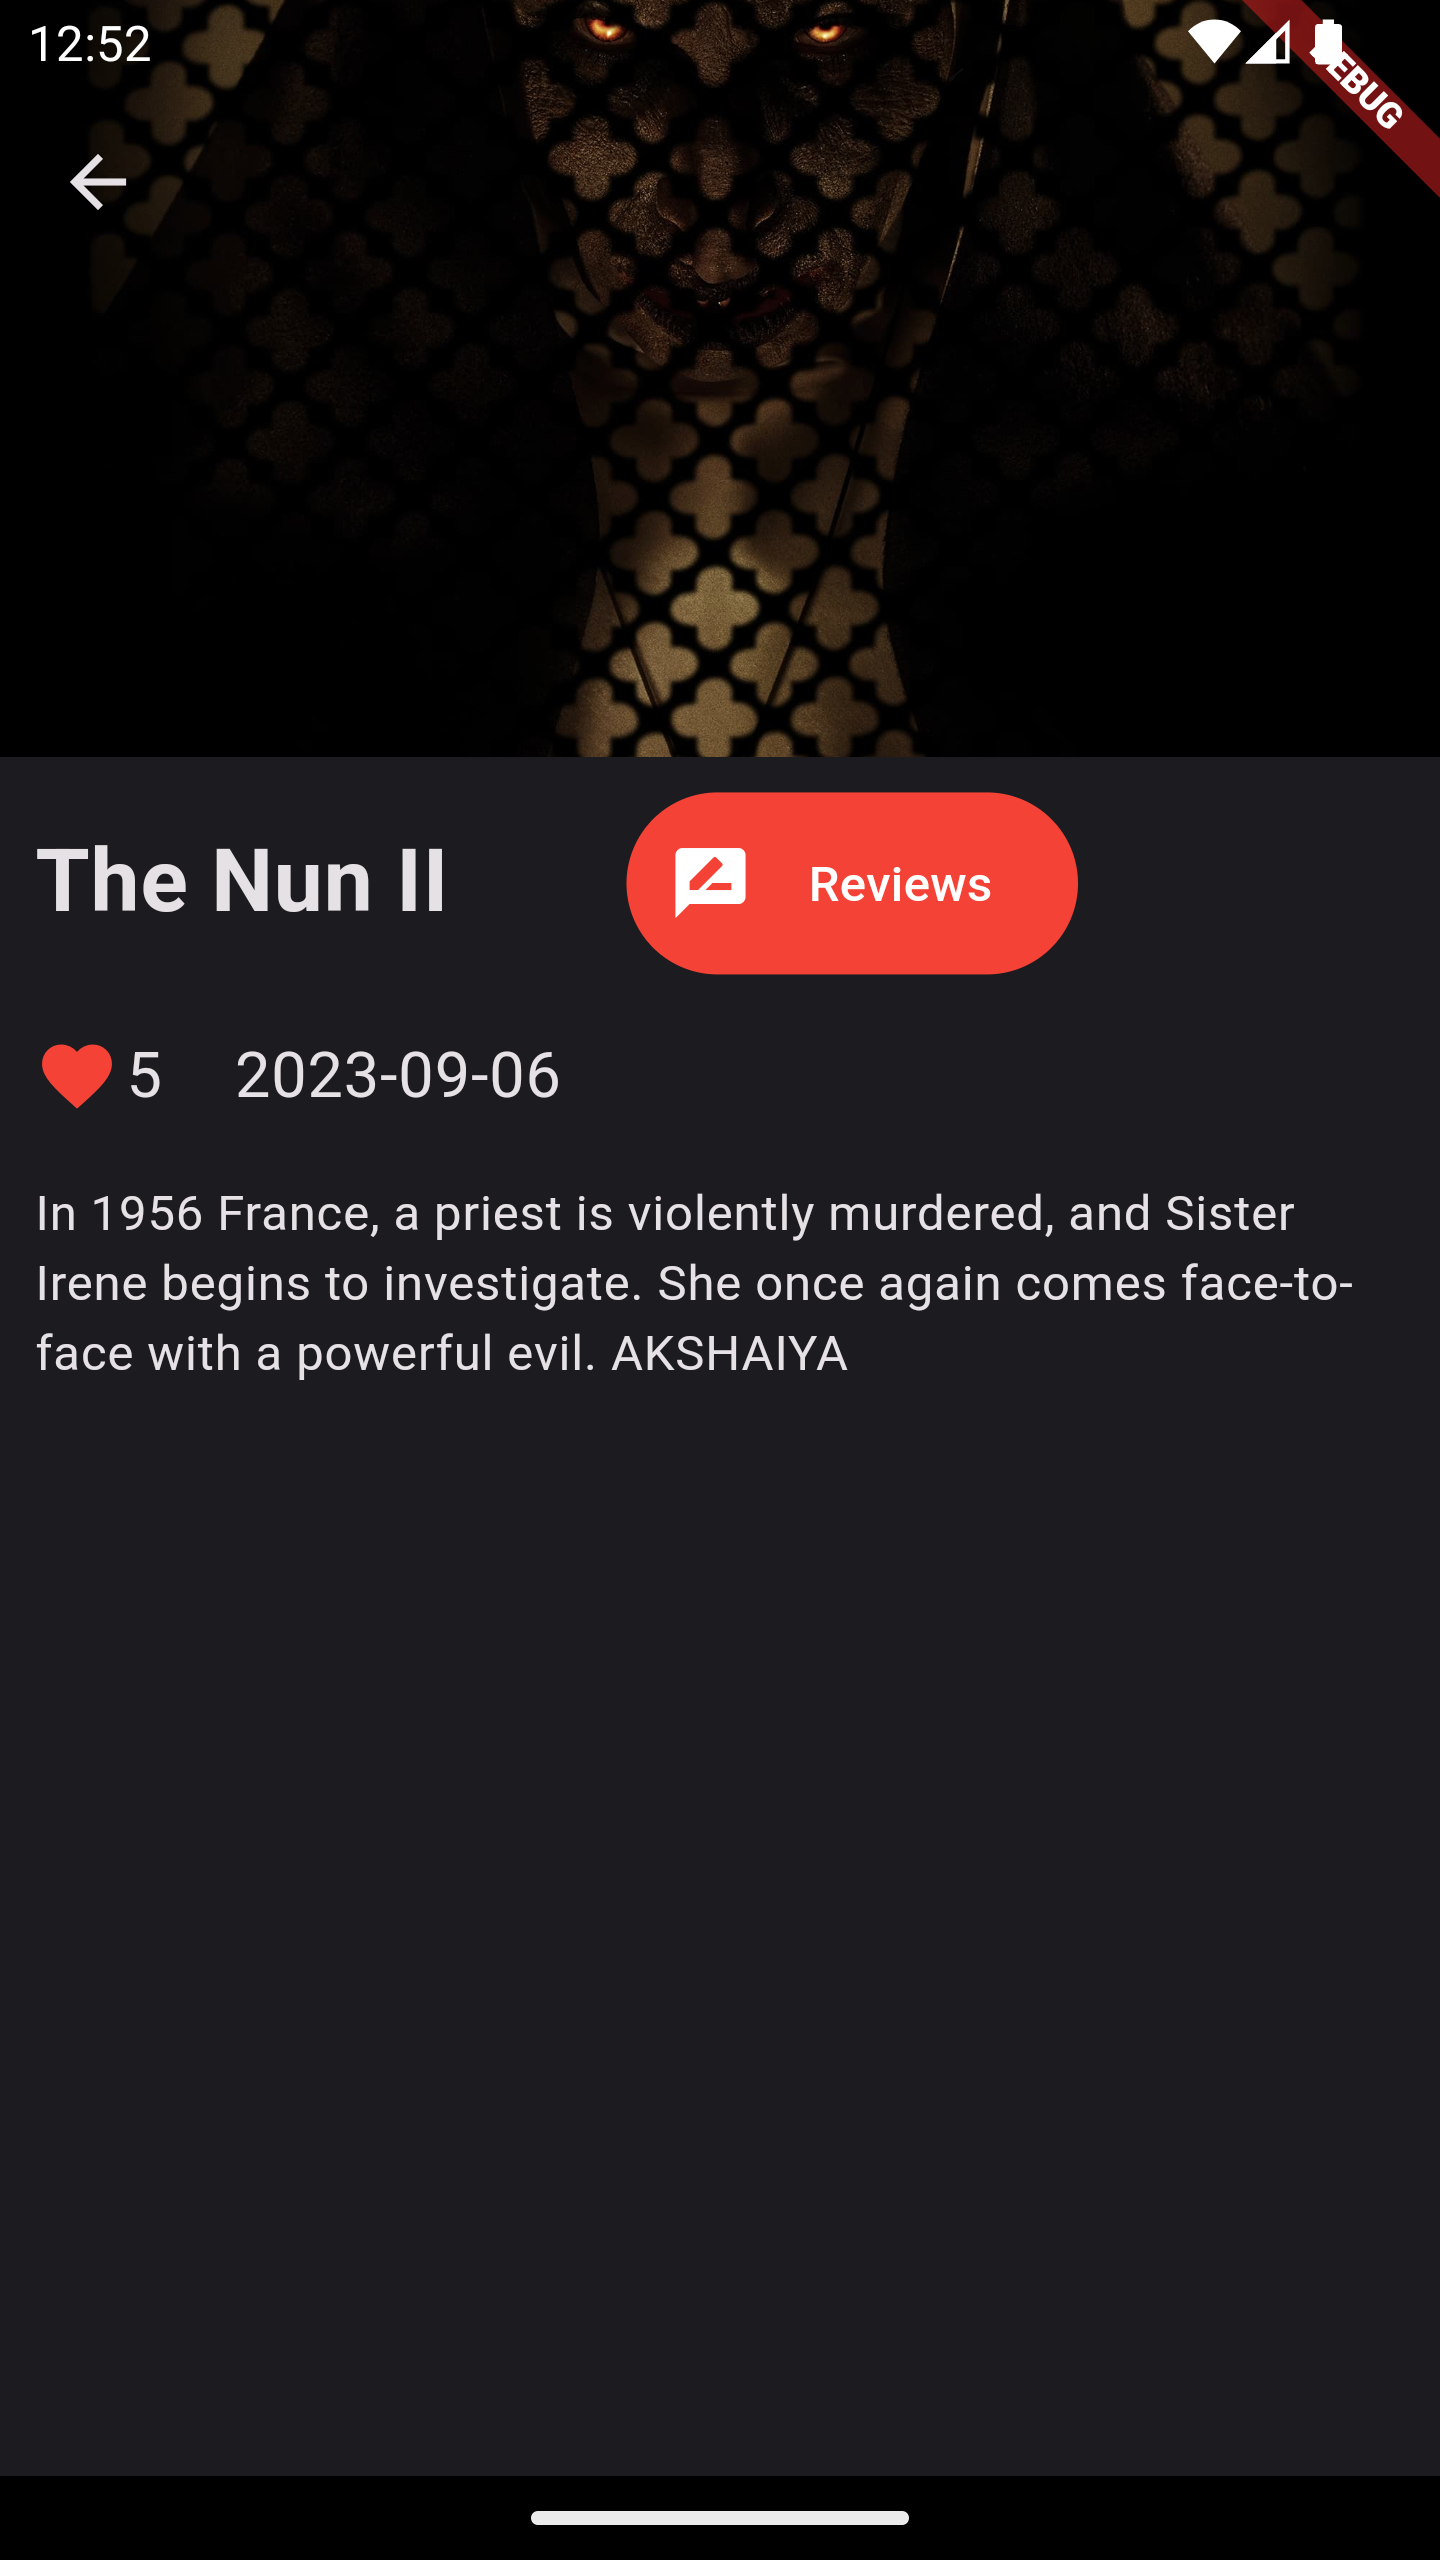 12:52
DEBUG
The Nun II
Reviews
5 2023-09-06
In 1956 France, a priest is violently murdered, and Sister
Irene begins to investigate. She once again comes face-to-
face with a powerful evil. AKSHAIYA